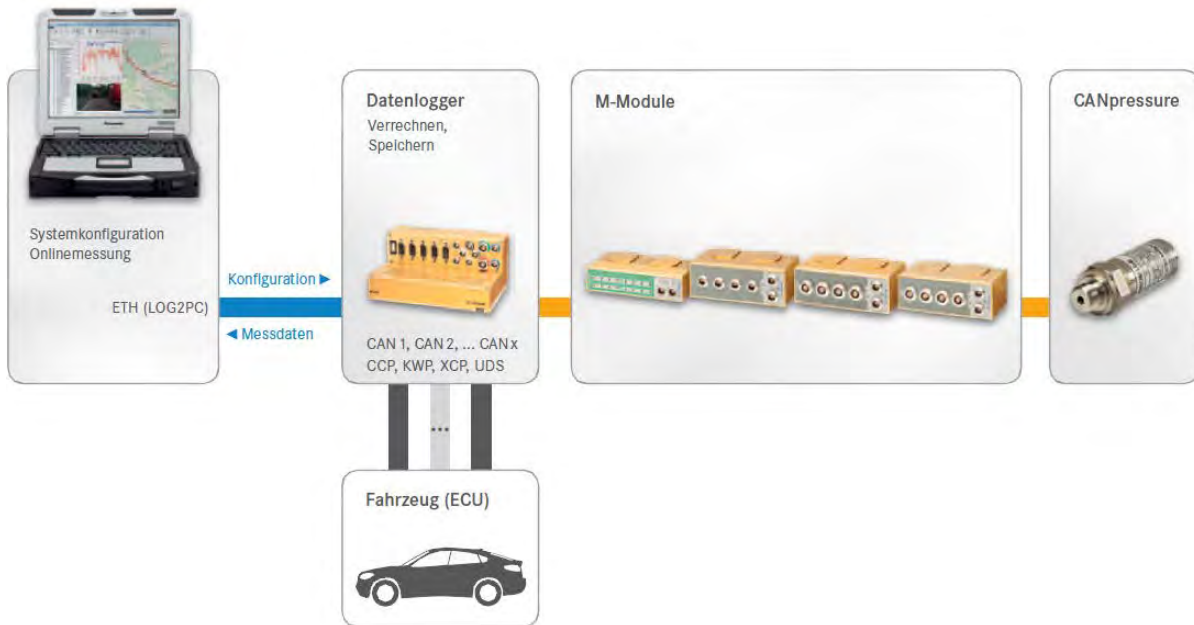 Systemkonfiguration
Onlinemessung
ETH (LOG2PC)
Konfiguration ►
◄ Messdaten
Datenlogger
Verrechnen,
Speichern
CAN 1, CAN 2, ... CAN x
CCP, KWP, XCP, UDS
M-Module
CANpressure
Fahrzeug (ECU)